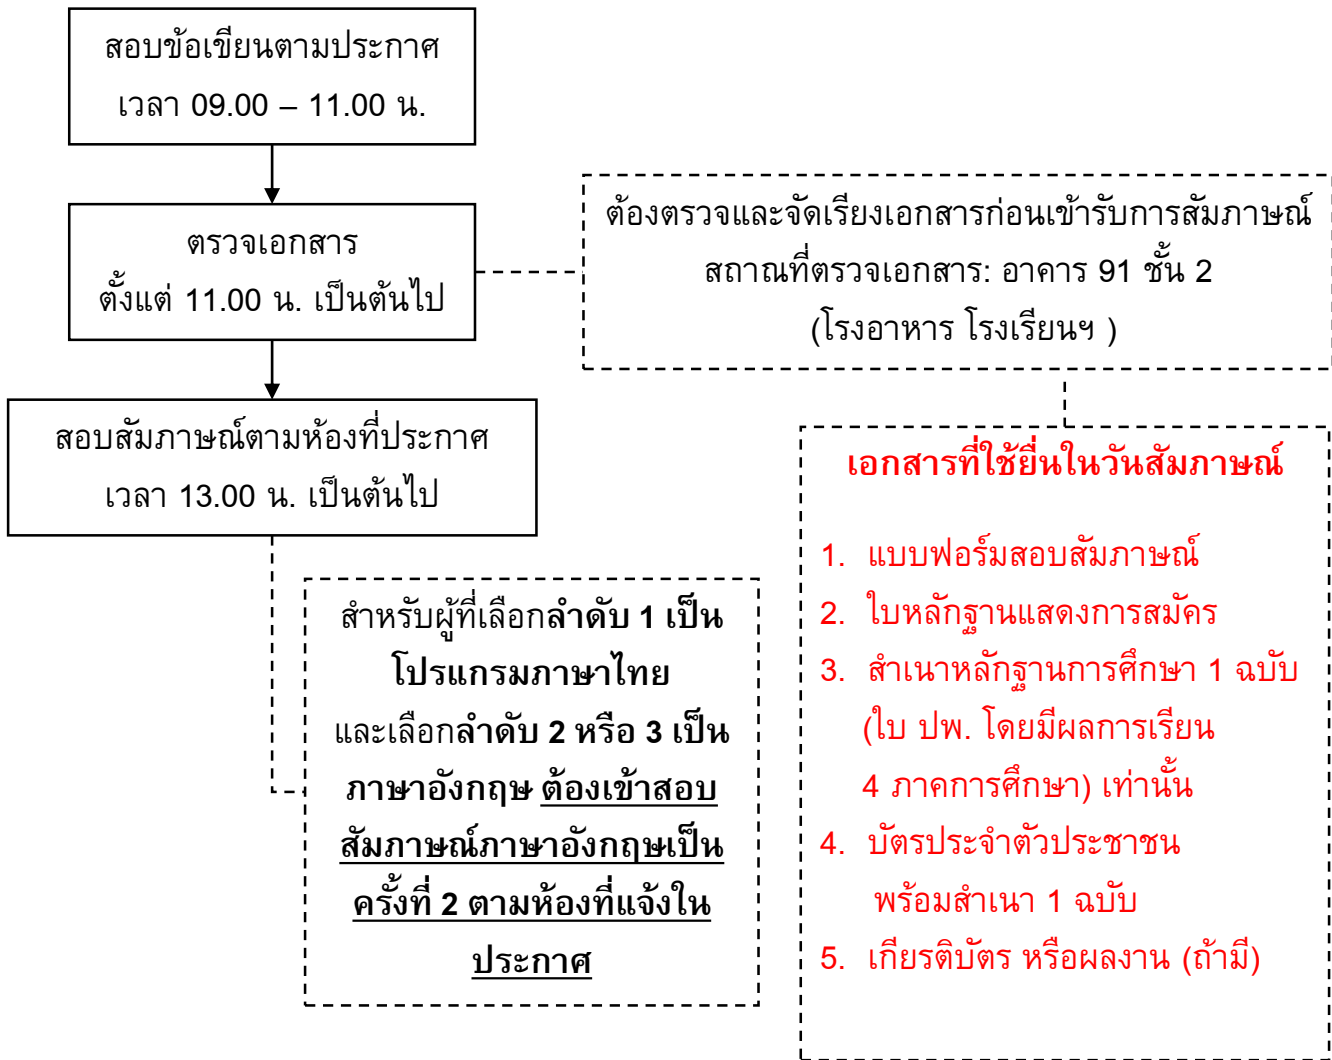 สอบข้อเขียนตามประกาศ
เวลา 09.00 – 11.00 น.
ตรวจเอกสาร
ตั้งแต่ 11.00 น. เป็นต้นไป
ต้องตรวจและจัดเรียงเอกสารก่อนเข้ารับการสัมภาษณ์
สถานที่ตรวจเอกสาร: อาคาร 91 ชั้น 2
(โรงอาหาร โรงเรียนฯ )
สอบสัมภาษณ์ตามห้องที่ประกาศ
เวลา 13.00 น. เป็นต้นไป
สำหรับผู้ที่เลือกลำดับ 1 เป็น
โปรแกรมภาษาไทย
และเลือกลำดับ 2 หรือ 3 เป็น
ภาษาอังกฤษ ต้องเข้าสอบ
สัมภาษณ์ภาษาอังกฤษเป็น
ครั้งที่ 2 ตามห้องที่แจ้งใน
ประกาศ
เอกสารที่ใช้ยื่นในวันสัมภาษณ์
1. แบบฟอร์มสอบสัมภาษณ์
2. ใบหลักฐานแสดงการสมัคร
3. สำเนาหลักฐานการศึกษา 1 ฉบับ
(ใบ ปพ. โดยมีผลการเรียน
4 ภาคการศึกษา) เท่านั้น
4. บัตรประจำตัวประชาชน
พร้อมสำเนา 1 ฉบับ
5. เกียรติบัตร หรือผลงาน (ถ้ามี)